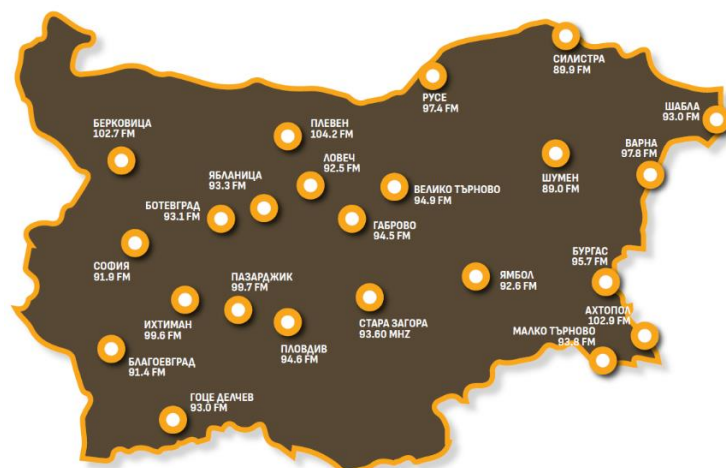 СИЛИСТРА
89.9 FM
РУСЕ
97.4 FM
ШАБЛА
93.0 FM
БЕРКОВИЦА
102.7 FM
ПЛЕВЕН
104.2 FM
ВАРНА
97.8 FM
ЛОВЕЧ
92.5 FM
ЯБЛАНИЦА
93.3 FM
ШУМЕН
89.0 FM
ВЕЛИКО ТЪРНОВО
94.9 FM
БОТЕВГРАД
93.1 FM
ГАБРОВО
94.5 FM
СОФИЯ
91.9 FM
БУРГАС
95.7 FM
ПАЗАРДЖИК
99.7 FM
ЯМБОЛ
92.6 FM
ИХТИМАН
99.6 FM
АХТОПОЛ
102.9 FM
СТАРА ЗАГОРА
93.60 MHZ
МАЛКО ТЪРНОВО
93.8 FM
ПЛОВДИВ
94.6 FM
БЛАГОЕВГРАД
91.4 FM
ГОЦЕ ДЕЛЧЕВ
93.0 FM